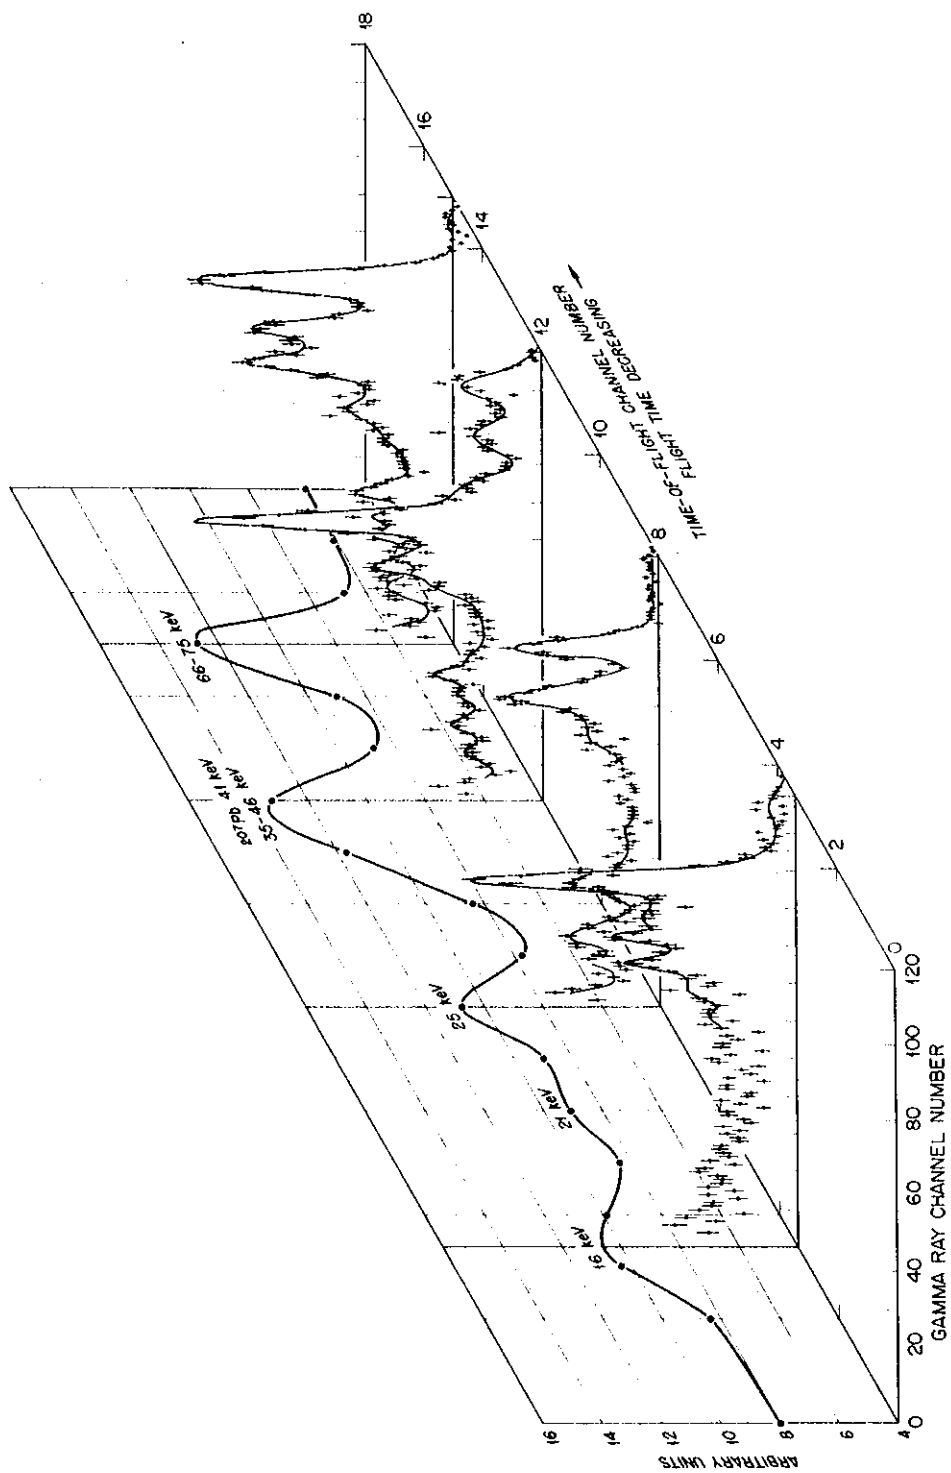 18
16
14
12
10
8
6
4
2
0
TIME-OF-FLIGHT CHANNEL NUMBER
FLIGHT TIME DECREASING
66-75 kev
207Pb 41 kev
35-46 kev
25 kev
21 kev
16 kev
16
14
12
10
8
6
4
ARBITRARY UNITS
0 20 40 60 80 100 120
GAMMA RAY CHANNEL NUMBER